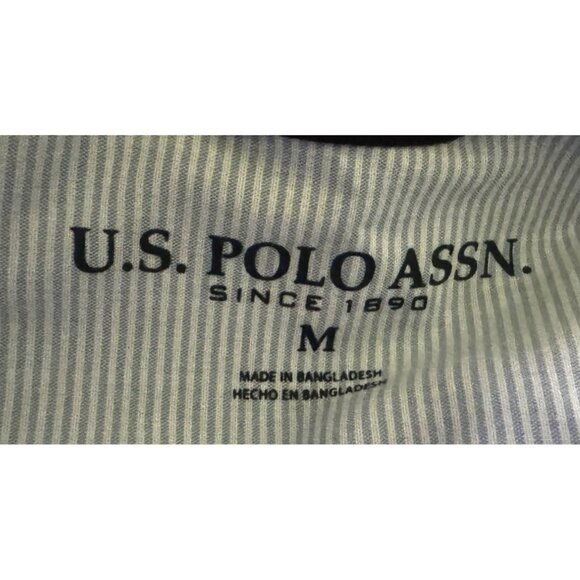 U.S. POLO ASSN.
SINCE 1890
M
MADE IN BANGLADESH
HECHO EN BANGLADESH